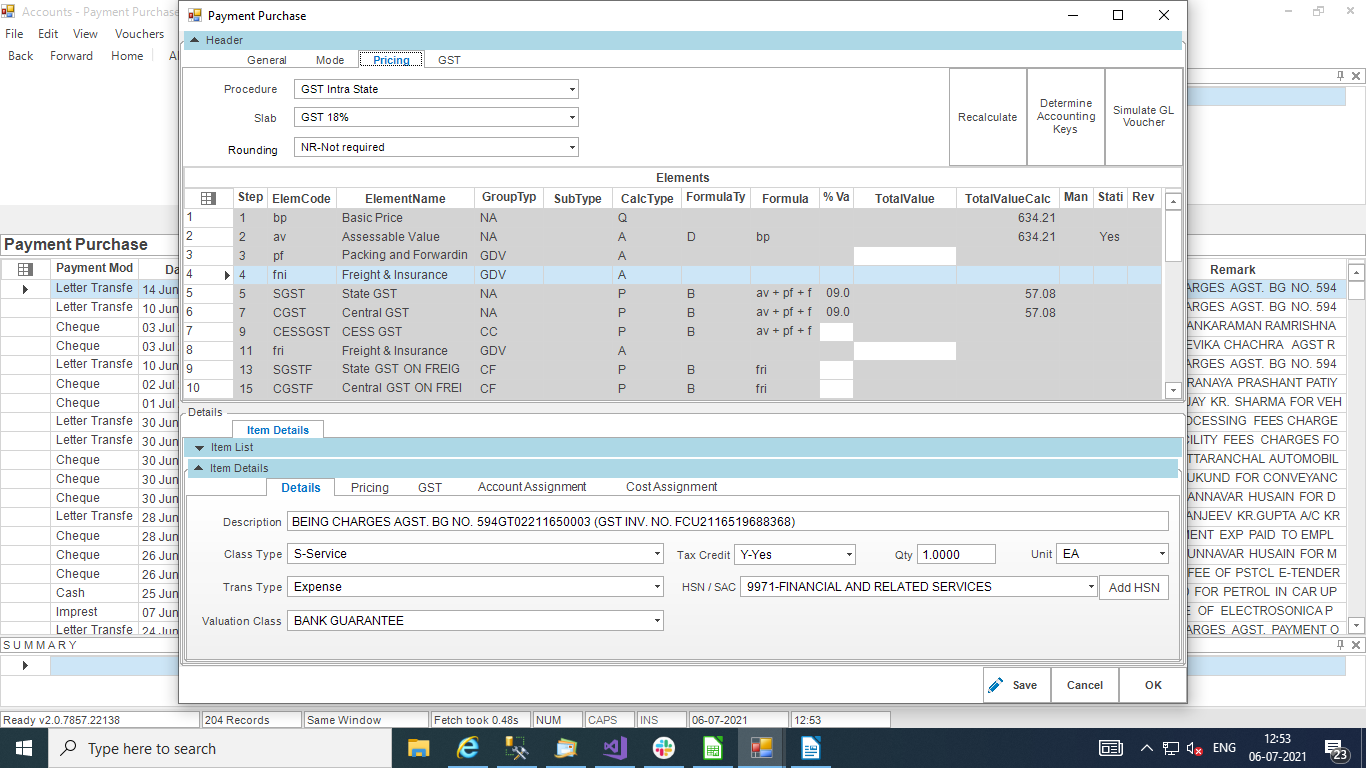 Accounts - Payment Purchase
Payment Purchase
File Edit View Vouchers
Back Forward Home
Header
General Mode Pricing GST
Procedure GST Intra State
Slab GST 18%
Rounding NR-Not required
Recalculate
Determine Accounting Keys
Simulate GL Voucher
Elements
Step ElemCode ElementName GroupTyp SubType CalcType FormulaTy Formula % Va TotalValue TotalValueCalc Man Stati Rev
1 1 bp Basic Price NA Q 634.21
2 2 av Assessable Value NA A D bp 634.21 Yes
3 3 pf Packing and Forwardin GDV A
4 4 fni Freight & Insurance GDV A
5 5 SGST State GST NA P B av + pf + f 09.0 57.08
6 7 CGST Central GST NA P B av + pf + f 09.0 57.08
7 9 CESSGST CESS GST CC P B av + pf + f
8 11 fri Freight & Insurance GDV A
9 13 SGSTF State GST ON FREIG CF P B fri
10 15 CGSTF Central GST ON FREI CF P B fri
Details
Item Details
Item List
Item Details
Details Pricing GST Account Assignment Cost Assignment
Description BEING CHARGES AGST. BG NO. 594GT02211650003 (GST INV. NO. FCU2116519688368)
Class Type S-Service Tax Credit Y-Yes Qty 1.0000 Unit EA
Trans Type Expense HSN / SAC 9971-FINANCIAL AND RELATED SERVICES Add HSN
Valuation Class BANK GUARANTEE
Save Cancel OK
Payment Purchase
Payment Mod Da Remark
Letter Transfe 14 Jun ARGES AGST. BG NO. 594
Letter Transfe 10 Jun ARGES AGST. BG NO. 594
Cheque 03 Jul ANKARAMAN RAMRISHNA
Cheque 03 Jul EVIKA CHACHRA AGST R
Letter Transfe 10 Jun ARGES AGST. BG NO. 594
Cheque 02 Jul RANAYA PRASHANT PATIY
Cheque 01 Jul JAY KR. SHARMA FOR VEH
Letter Transfe 30 Jun OCESSING FEES CHARGE
Letter Transfe 30 Jun CILITY FEES CHARGES FO
Cheque 30 Jun TTARANCHAL AUTOMOBIL
Cheque 30 Jun UKUND FOR CONVEYANC
Cheque 30 Jun ANNAVAR HUSAIN FOR D
Letter Transfe 28 Jun ANJEEV KR.GUPTA A/C KR
Cheque 28 Jun MENT EXP PAID TO EMPL
Cheque 26 Jun UNNAVAR HUSAIN FOR M
Cheque 26 Jun FEE OF PSTCL E-TENDER
Cash 25 Jun FOR PETROL IN CAR UP
Imprest 07 Jun E OF ELECTROSONICA P
Letter Transfe 24 Jun ARGES AGST. PAYMENT O
SUMMARY
Ready v2.0.7857.22138 204 Records Same Window Fetch took 0.48s NUM CAPS INS 06-07-2021 12:53
Type here to search
ENG
12:53
06-07-2021
23